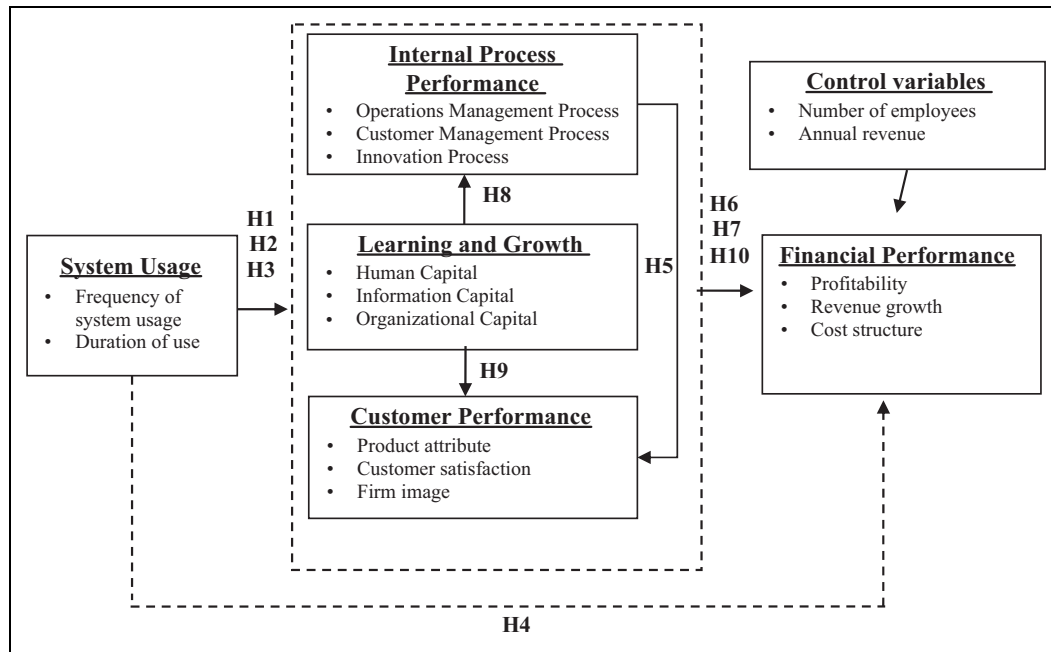 Internal Process
Performance
• Operations Management Process
• Customer Management Process
• Innovation Process
Control variables
• Number of employees
• Annual revenue
H8
H1
H2
H3
System Usage
• Frequency of
system usage
• Duration of use
Learning and Growth
• Human Capital
• Information Capital
• Organizational Capital
H5
H6
H7
H10
Financial Performance
• Profitability
• Revenue growth
• Cost structure
H9
Customer Performance
• Product attribute
• Customer satisfaction
• Firm image
H4